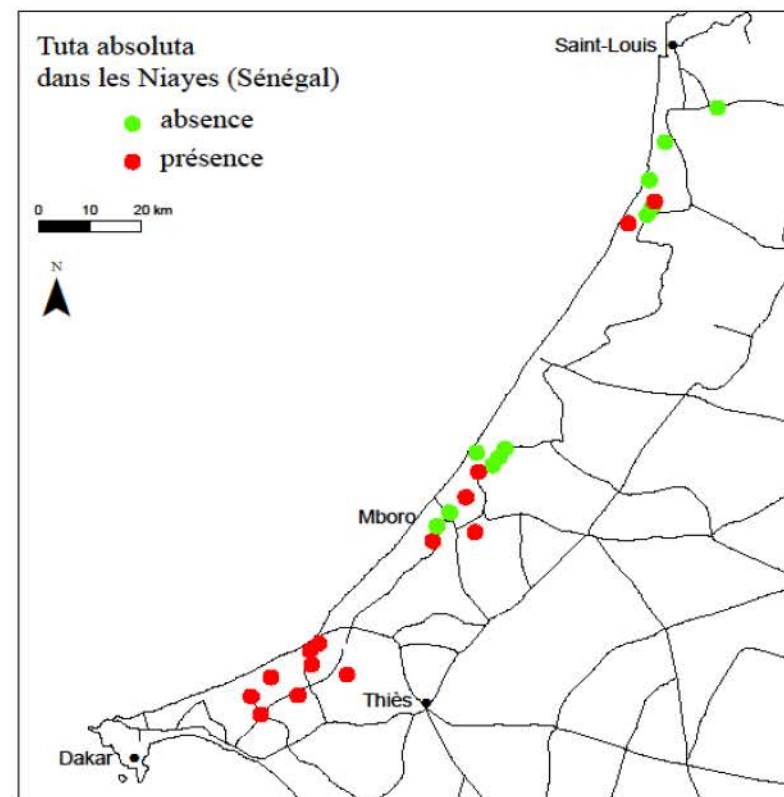 Tuta absoluta
dans les Niayes (Sénégal)
absence
présence
0 10 20 km
N
Saint-Louis
Mboro
Thiès
Dakar